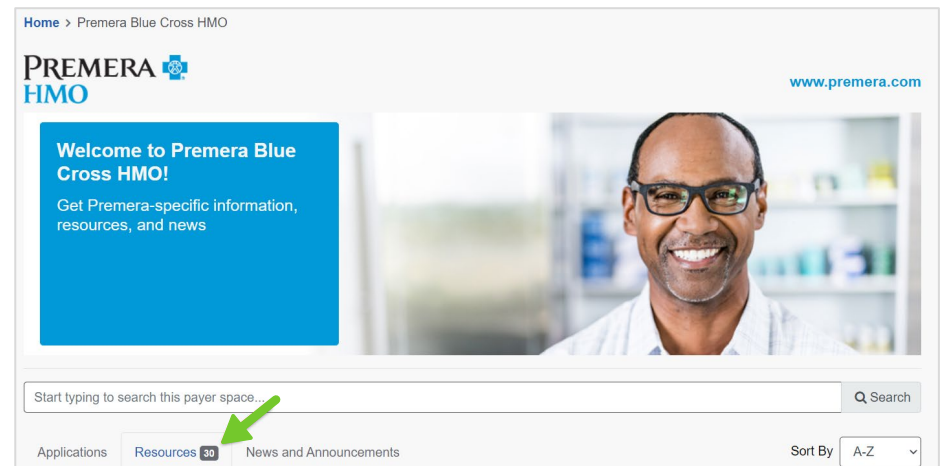 Home > Premera Blue Cross HMO
PREMERA
HMO
www.premera.com
Welcome to Premera Blue
Cross HMO!
Get Premera-specific information,
resources, and news
Start typing to search this payer space...
Search
Applications Resources 30 News and Announcements Sort By A-Z